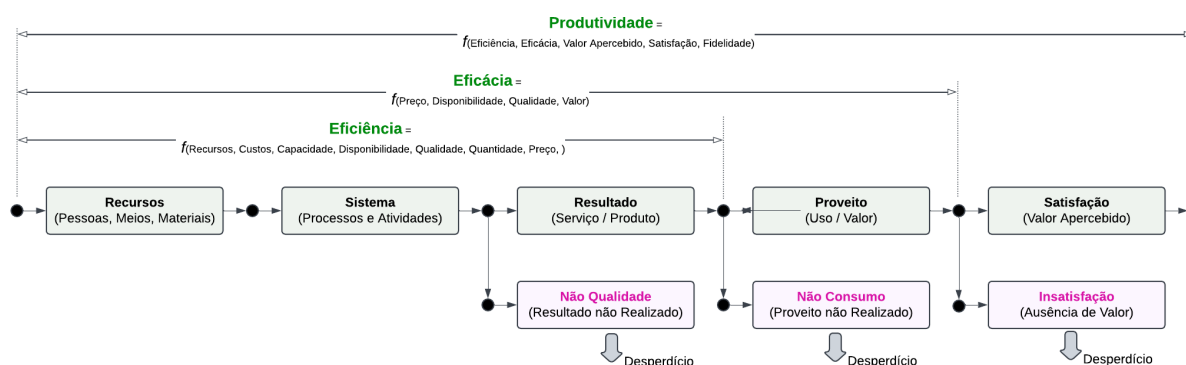 Produtividade =
f(Eficiência, Eficácia, Valor Apercebido, Satisfação, Fidelidade)
Eficácia =
f(Preço, Disponibilidade, Qualidade, Valor)
Eficiência =
f(Recursos, Custos, Capacidade, Disponibilidade, Qualidade, Quantidade, Preço, )
Recursos
(Pessoas, Meios, Materiais)
Sistema
(Processos e Atividades)
Resultado
(Serviço / Produto)
Proveito
(Uso / Valor)
Satisfação
(Valor Apercebido)
Não Qualidade
(Resultado não Realizado)
Não Consumo
(Proveito não Realizado)
Insatisfação
(Ausência de Valor)
Desperdício
Desperdício
Desperdício